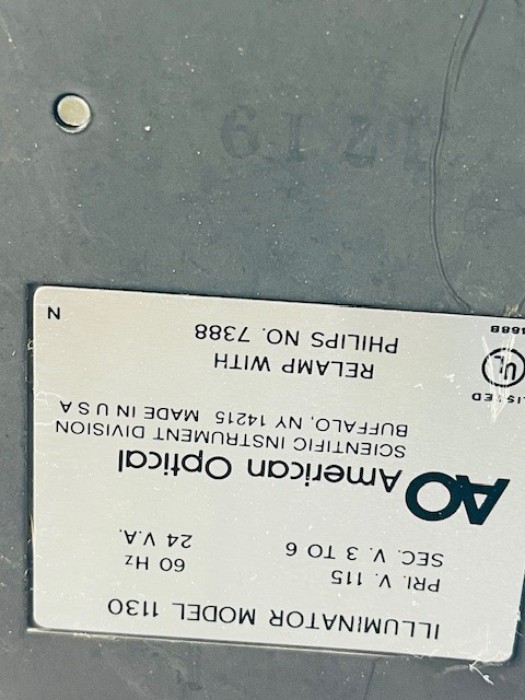 ILLUMINATOR MODEL 1130
PRI. V. 115 60 Hz
SEC. V. 3 TO 6 24 V.A.
AO American Optical
SCIENTIFIC INSTRUMENT DIVISION
BUFFALO, NY 14215 MADE IN U S A
LISTED
UL
RELAMP WITH
PHILIPS NO. 7388
N